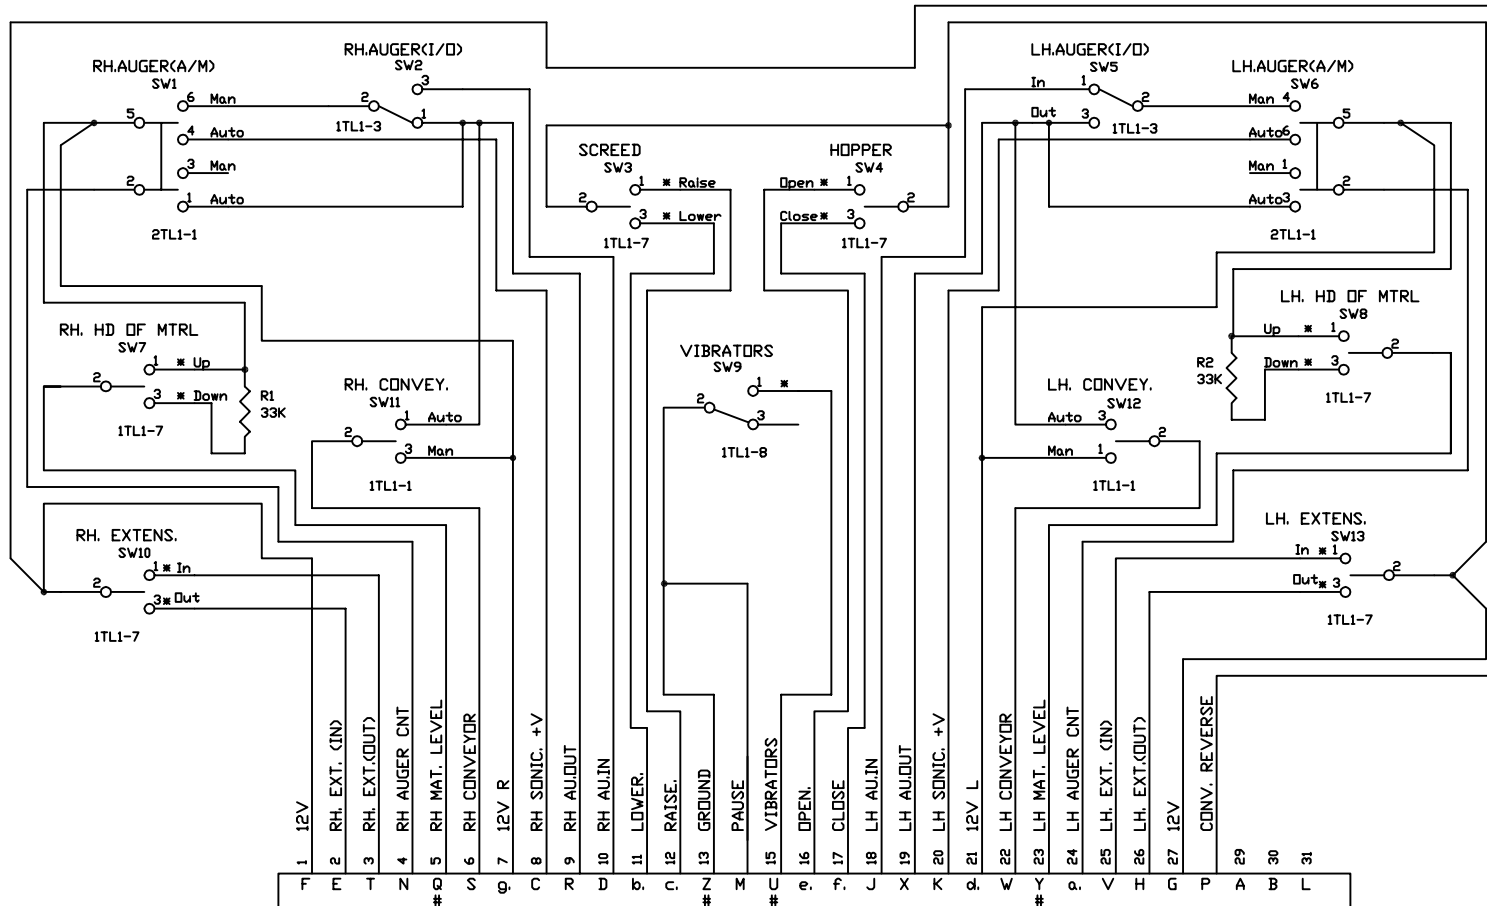 RH.AUGER(A/M)
SW1
6 Man
5
4 Auto
3 Man
2
1 Auto
2TL1-1
RH.AUGER(I/O)
SW2
3
2
1
1TL1-3
SCREED
SW3
1 * Raise
2
3 * Lower
1TL1-7
HOPPER
SW4
Open * 1
2
Close* 3
1TL1-7
LH.AUGER(I/O)
SW5
In 1
2
Out 3
1TL1-3
LH.AUGER(A/M)
SW6
Man 4
5
Auto6
Man 1
2
Auto3
2TL1-1
RH. HD OF MTRL
SW7
1 * Up
2
3 * Down
1TL1-7
R1
33K
RH. CONVEY.
SW11
1 Auto
2
3 Man
1TL1-1
VIBRATORS
SW9
1 *
2
3
1TL1-8
LH. CONVEY.
SW12
Auto 3
2
Man 1
1TL1-1
LH. HD OF MTRL
SW8
Up * 1
2
Down * 3
1TL1-7
R2
33K
RH. EXTENS.
SW10
1 * In
2
3* Out
1TL1-7
LH. EXTENS.
SW13
In * 1
2
Out* 3
1TL1-7
12V
RH. EXT. (IN)
RH. EXT.(OUT)
RH AUGER CNT
RH MAT. LEVEL
RH CONVEYOR
12V R
RH SONIC. +V
RH AU.OUT
RH AU.IN
LOWER.
RAISE.
GROUND
PAUSE
VIBRATORS
OPEN.
CLOSE
LH AU.IN
LH AU.OUT
LH SONIC. +V
12V L
LH CONVEYOR
LH MAT. LEVEL
LH AUGER CNT
LH. EXT. (IN)
LH. EXT.(OUT)
12V
CONV. REVERSE
1 2 3 4 5 6 7 8 9 10 11 12 13 15 16 17 18 19 20 21 22 23 24 25 26 27 29 30 31
F E T N Q S g. C R D b. c. Z M U e. f. J X K d. W Y a. V H G P A B L
# # # #